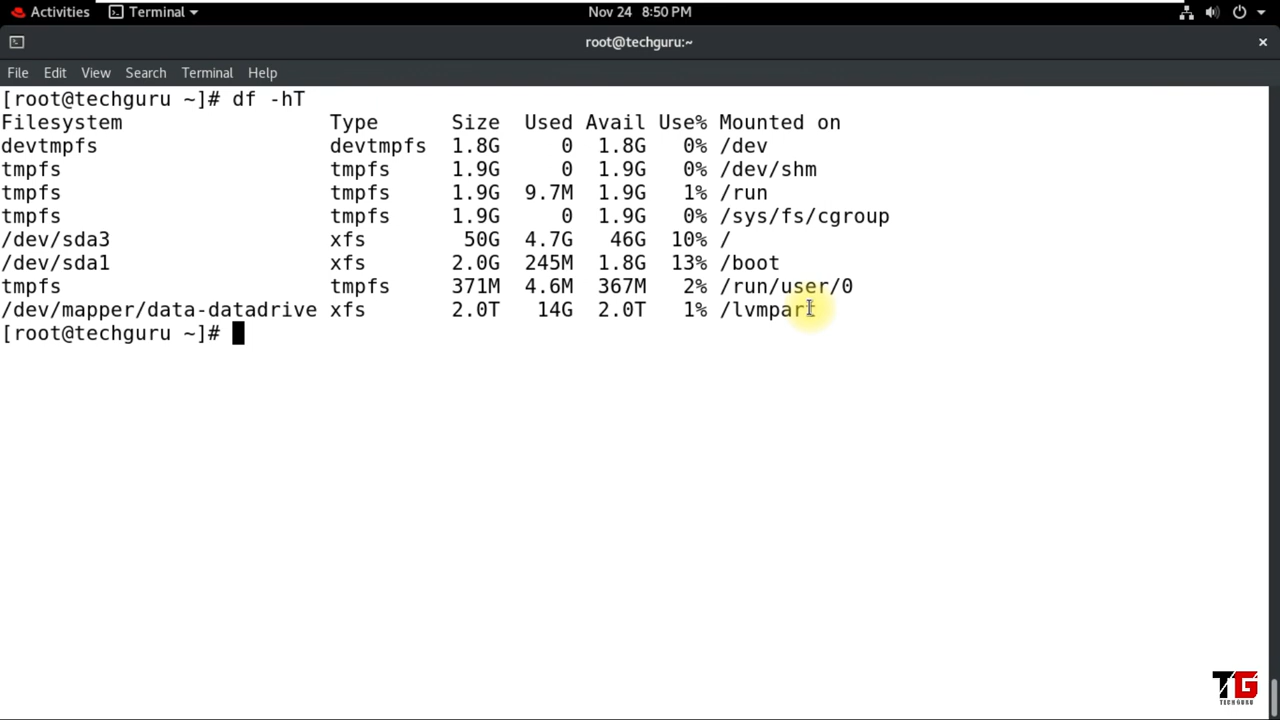 Activities Terminal Nov 24 8:50 PM
root@techguru:~
File Edit View Search Terminal Help
[root@techguru ~]# df -hT
Filesystem Type Size Used Avail Use% Mounted on
devtmpfs devtmpfs 1.8G 0 1.8G 0% /dev
tmpfs tmpfs 1.9G 0 1.9G 0% /dev/shm
tmpfs tmpfs 1.9G 9.7M 1.9G 1% /run
tmpfs tmpfs 1.9G 0 1.9G 0% /sys/fs/cgroup
/dev/sda3 xfs 50G 4.7G 46G 10% /
/dev/sda1 xfs 2.0G 245M 1.8G 13% /boot
tmpfs tmpfs 371M 4.6M 367M 2% /run/user/0
/dev/mapper/data-datadrive xfs 2.0T 14G 2.0T 1% /lvmpart
[root@techguru ~]#
TG
TECH GURU